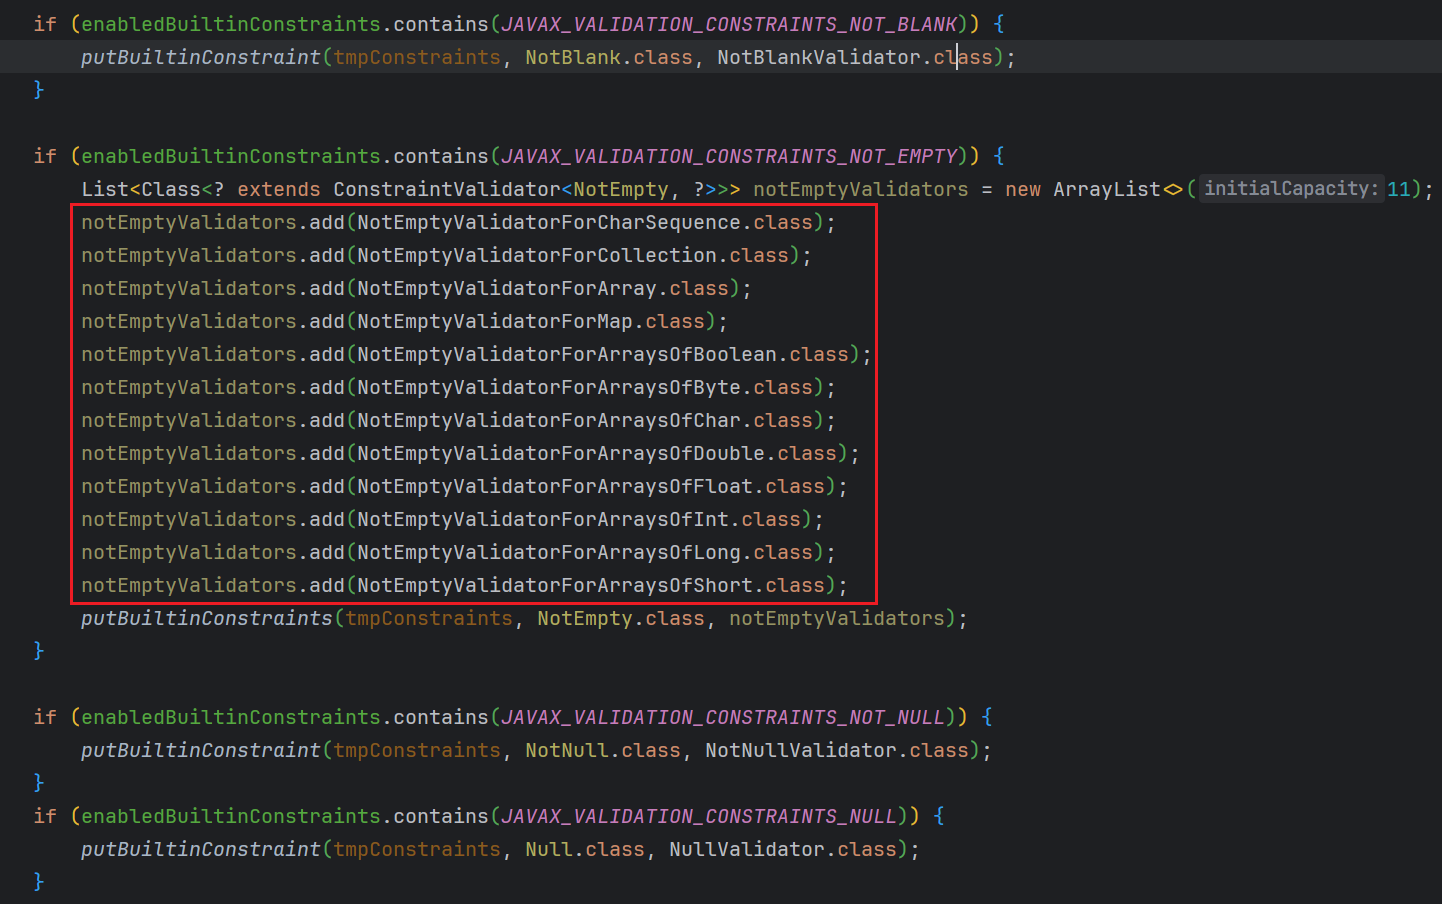 if (enabledBuiltinConstraints.contains(JAVAX_VALIDATION_CONSTRAINTS_NOT_BLANK)) {
    putBuiltinConstraint(tmpConstraints, NotBlank.class, NotBlankValidator.class);
}

if (enabledBuiltinConstraints.contains(JAVAX_VALIDATION_CONSTRAINTS_NOT_EMPTY)) {
    List<Class<? extends ConstraintValidator<NotEmpty, ?>>> notEmptyValidators = new ArrayList<>( initialCapacity: 11);
    notEmptyValidators.add(NotEmptyValidatorForCharSequence.class);
    notEmptyValidators.add(NotEmptyValidatorForCollection.class);
    notEmptyValidators.add(NotEmptyValidatorForArray.class);
    notEmptyValidators.add(NotEmptyValidatorForMap.class);
    notEmptyValidators.add(NotEmptyValidatorForArraysOfBoolean.class);
    notEmptyValidators.add(NotEmptyValidatorForArraysOfByte.class);
    notEmptyValidators.add(NotEmptyValidatorForArraysOfChar.class);
    notEmptyValidators.add(NotEmptyValidatorForArraysOfDouble.class);
    notEmptyValidators.add(NotEmptyValidatorForArraysOfFloat.class);
    notEmptyValidators.add(NotEmptyValidatorForArraysOfInt.class);
    notEmptyValidators.add(NotEmptyValidatorForArraysOfLong.class);
    notEmptyValidators.add(NotEmptyValidatorForArraysOfShort.class);
    putBuiltinConstraints(tmpConstraints, NotEmpty.class, notEmptyValidators);
}

if (enabledBuiltinConstraints.contains(JAVAX_VALIDATION_CONSTRAINTS_NOT_NULL)) {
    putBuiltinConstraint(tmpConstraints, NotNull.class, NotNullValidator.class);
}
if (enabledBuiltinConstraints.contains(JAVAX_VALIDATION_CONSTRAINTS_NULL)) {
    putBuiltinConstraint(tmpConstraints, Null.class, NullValidator.class);
}